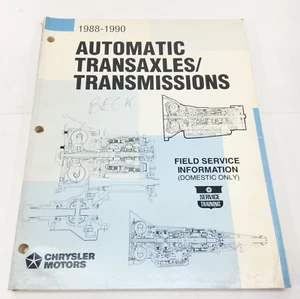 1988-1990
AUTOMATIC
TRANSAXLES/
TRANSMISSIONS
BECK
FIELD SERVICE
INFORMATION
(DOMESTIC ONLY)
SERVICE
TRAINING
CHRYSLER
MOTORS